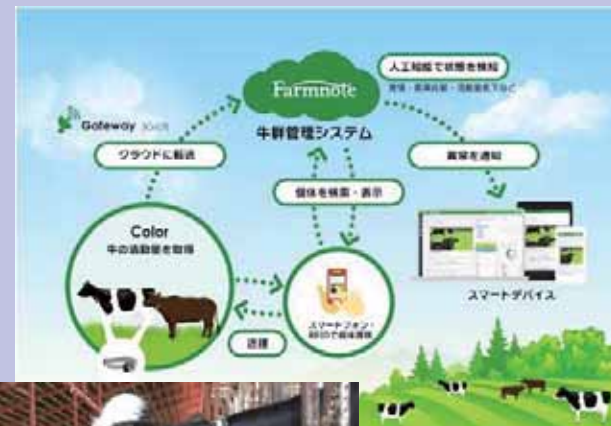 人工知能で状態を検知
Farmnote
Gateway
牛群管理システム
クラウドに転送
異常を通知
個体を検索・表示
Color
牛の活動量を取得
スマートデバイス
スマートフォン・